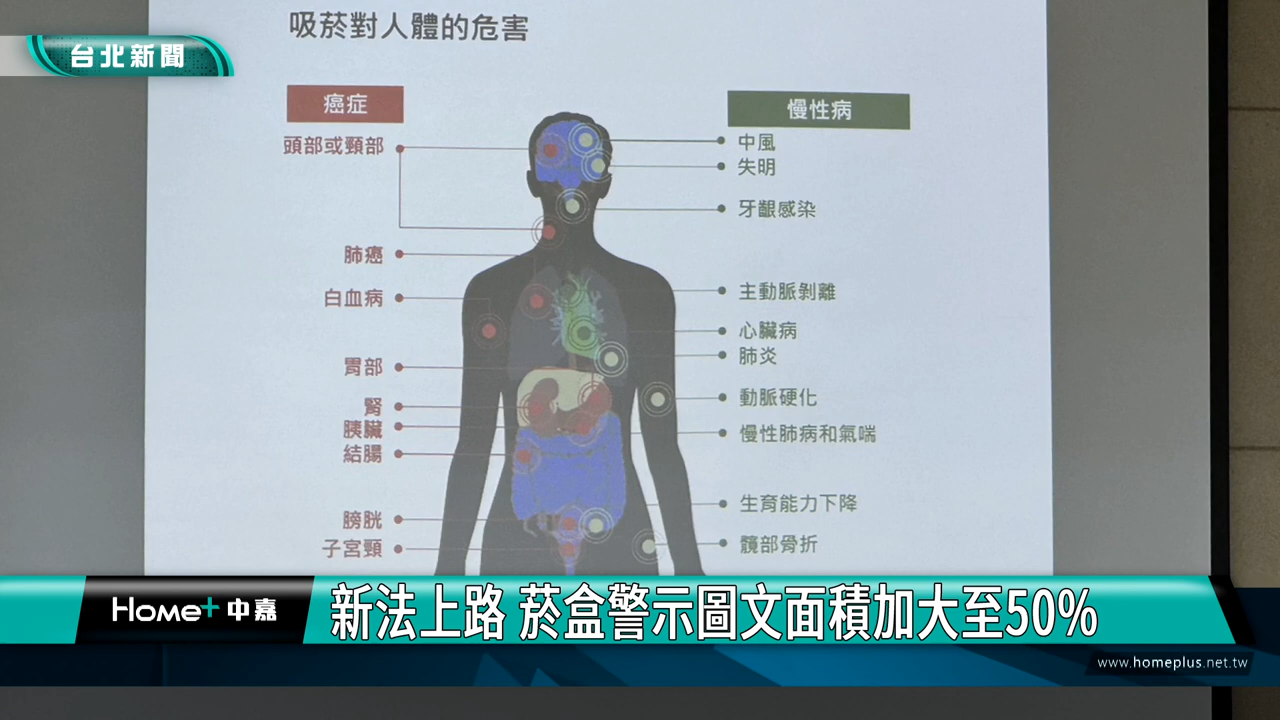 吸菸對人體的危害
台北新聞
癌症
頭部或頸部
肺癌
白血病
胃部
腎
胰臟
結腸
膀胱
子宮頸
慢性病
中風
失明
牙齦感染
主動脈剝離
心臟病
肺炎
動脈硬化
慢性肺病和氣喘
生育能力下降
髖部骨折
Home+中嘉
新法上路 菸盒警示圖文面積加大至50%
www.homeplus.net.tw